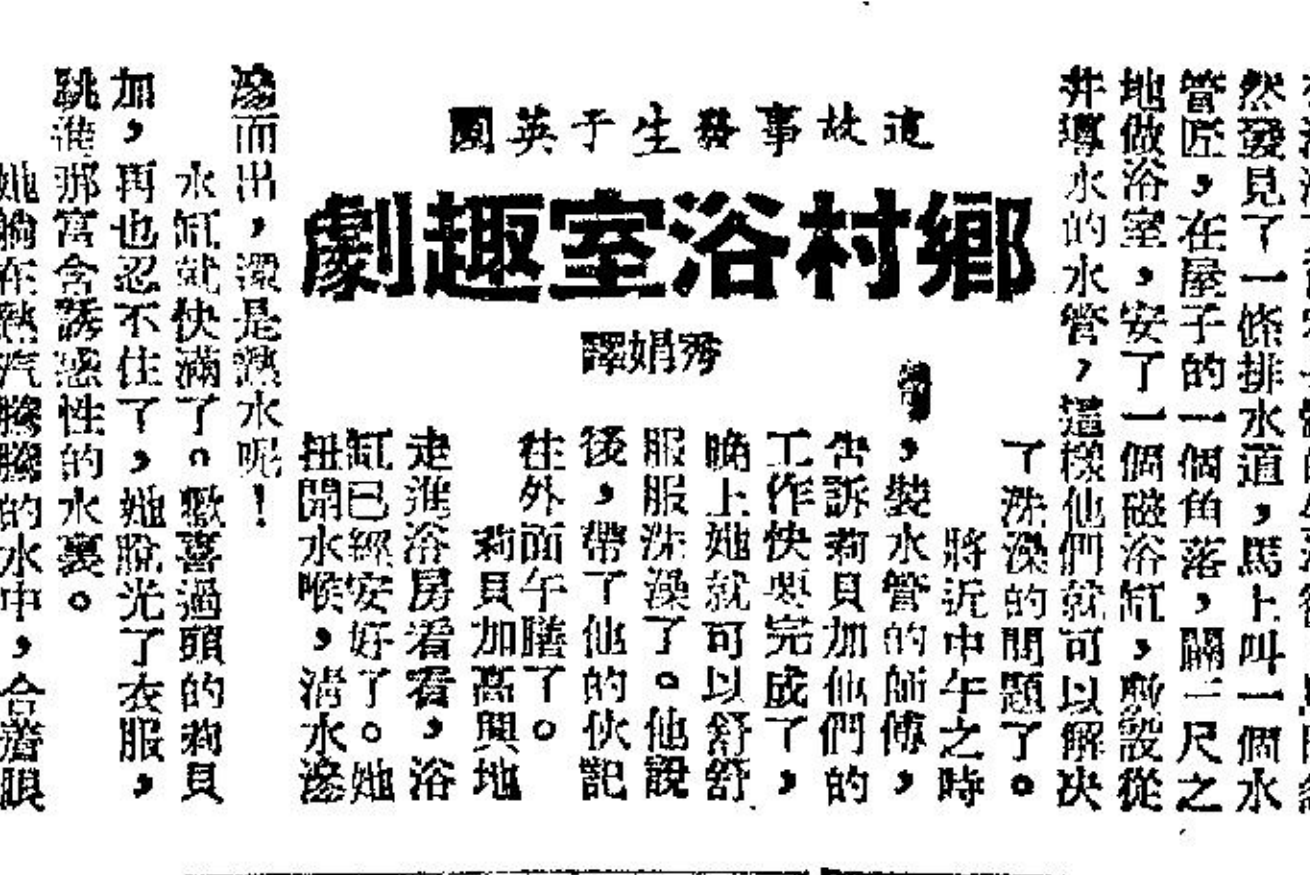 這故事發生于英國
鄉村浴室趣劇
秀娟譯
然發見了一條排水道，馬上叫一個水
管匠，在屋子的一個角落，關三尺之
地做浴室，安了一個磁浴缸，敷設從
井導水的水管，這樣他們就可以解決
了洗澡的問題了。
將近中午之時
，裝水管的師傅，
告訴莉貝加他們的
工作快要完成了，
晚上她就可以舒舒
服服洗澡了。他說
後，帶了他的伙記
往外面午膳了。
莉貝加高興地
走進浴房看看，浴
缸已經安好了。她
扭開水喉，清水滲
滲而出，還是熱水呢！
水缸就快滿了。歡喜過頭的莉貝
加，再也忍不住了，她脫光了衣服，
跳進那富含誘惑性的水裏。
她躺在熱汽騰騰的水中，合着眼